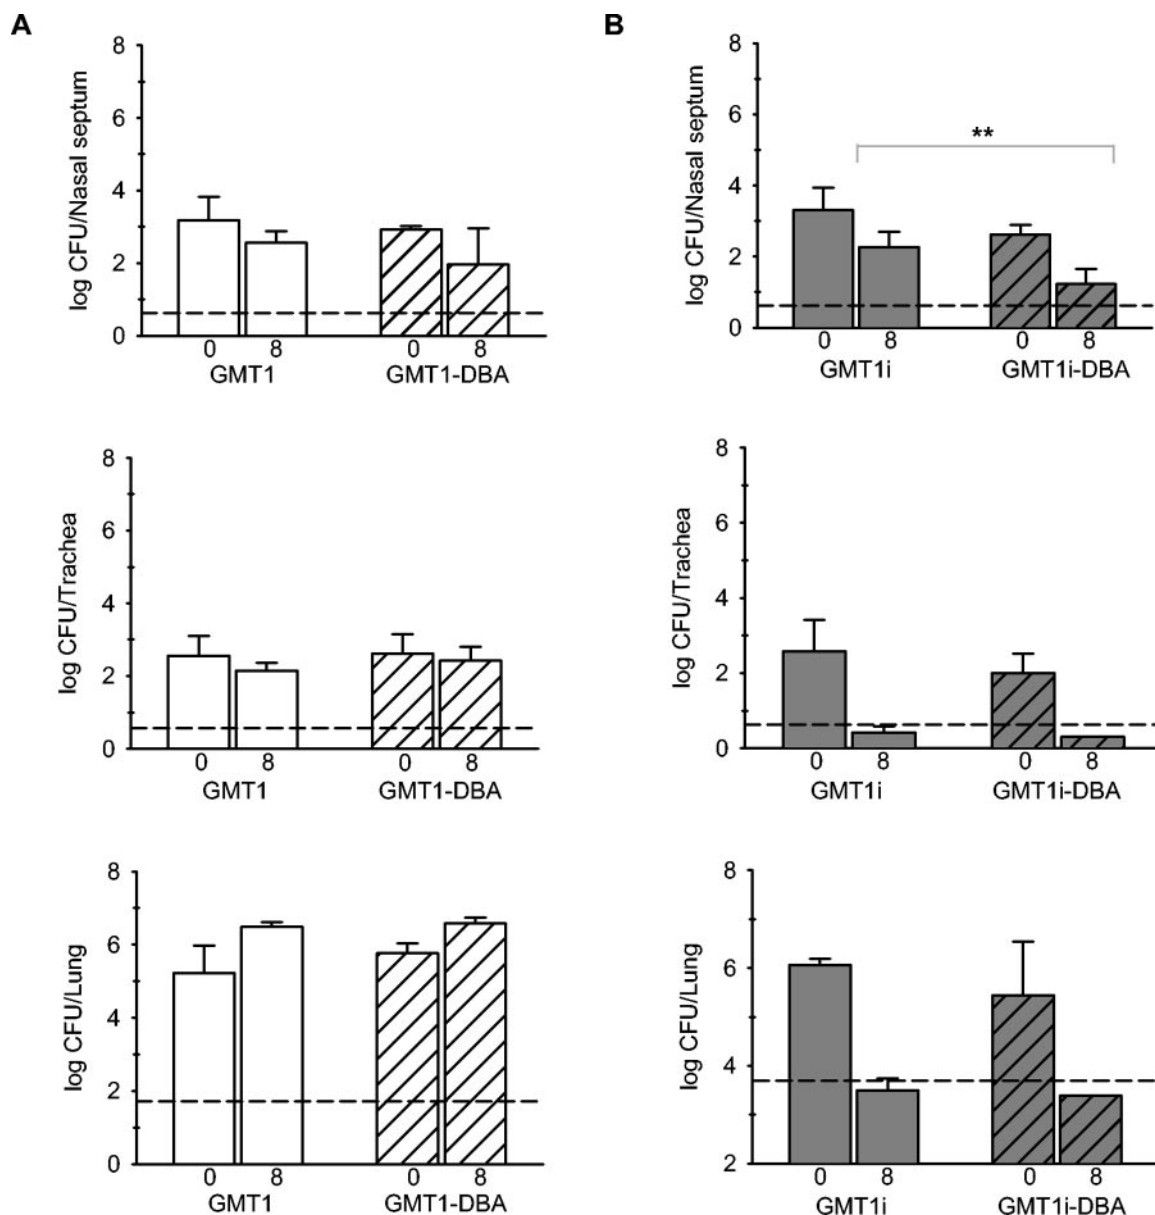 A
log CFU/Nasal septum
8
6
4
2
0
0 8 0 8
GMT1 GMT1-DBA
log CFU/Trachea
8
6
4
2
0
0 8 0 8
GMT1 GMT1-DBA
log CFU/Lung
8
6
4
2
0
0 8 0 8
GMT1 GMT1-DBA
B
log CFU/Nasal septum
8
6
4
2
0
**
0 8 0 8
GMT1i GMT1i-DBA
log CFU/Trachea
8
6
4
2
0
0 8 0 8
GMT1i GMT1i-DBA
log CFU/Lung
8
6
4
2
0 8 0 8
GMT1i GMT1i-DBA